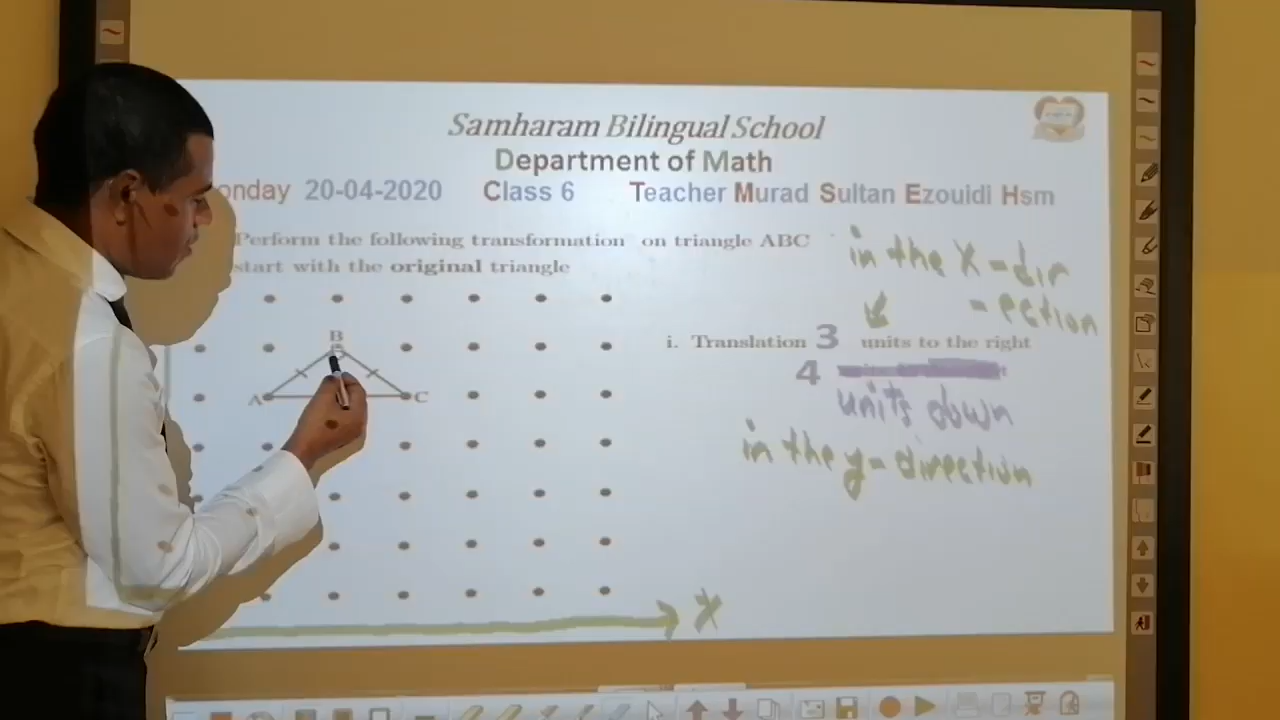 Samharam Bilingual School
Department of Math
onday 20-04-2020 Class 6 Teacher Murad Sultan Ezouidi Hsm
Perform the following transformation on triangle ABC
start with the original triangle
in the X = dir
= ection
B
A
C
i. Translation 3 units to the right
4
units down
in the y = direction
X